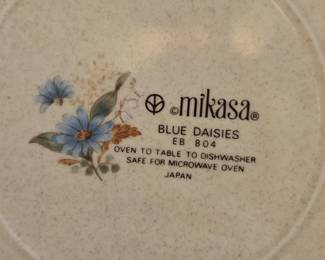 ©mikasa®
BLUE DAISIES
EB 804
OVEN TO TABLE TO DISHWASHER
SAFE FOR MICROWAVE OVEN
JAPAN